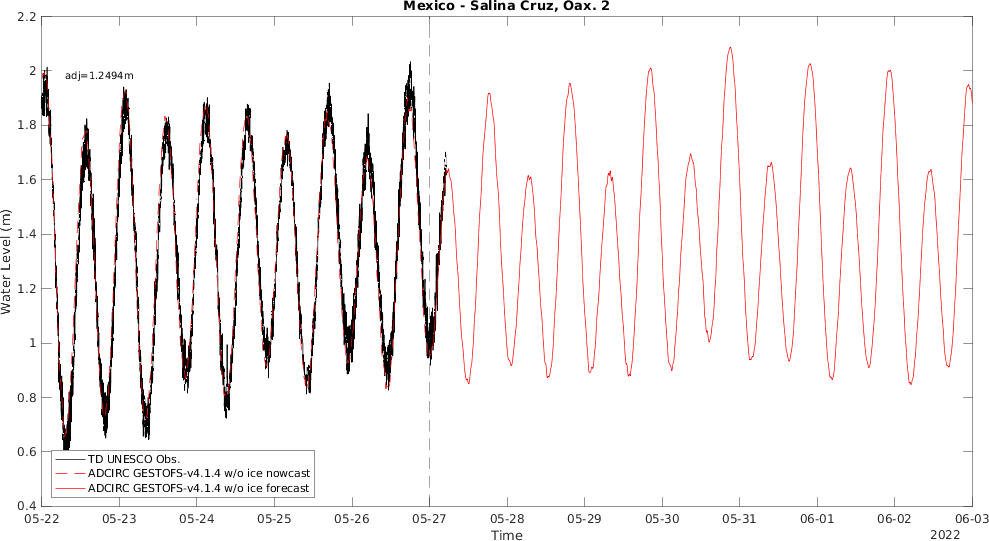 Mexico - Salina Cruz, Oax. 2
2.2
2
1.8
1.6
1.4
1.2
1
0.8
0.6
0.4
Water Level (m)
adj=1.2494m
TD UNESCO Obs.
ADCIRC GESTOFS-v4.1.4 w/o ice nowcast
ADCIRC GESTOFS-v4.1.4 w/o ice forecast
05-22 05-23 05-24 05-25 05-26 05-27 05-28 05-29 05-30 05-31 06-01 06-02 06-03
Time
2022